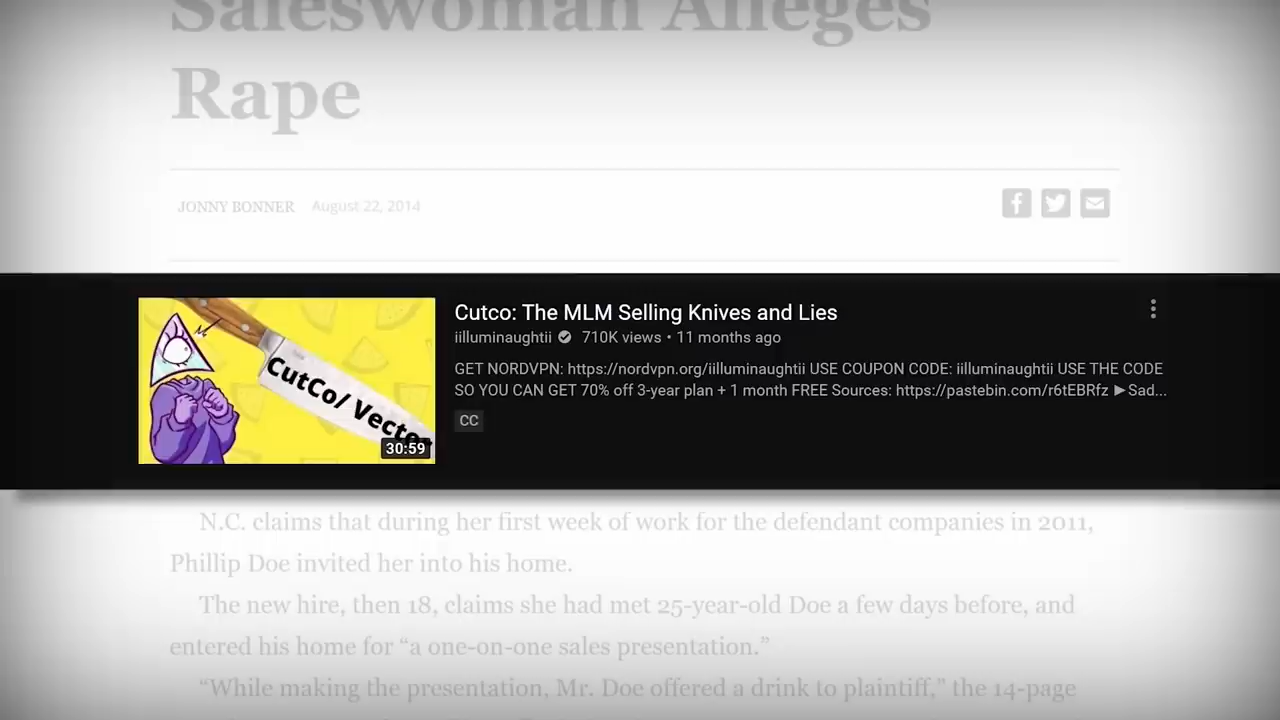 Saleswoman Alleges
Rape
JONNY BONNER August 22, 2014
Cutco: The MLM Selling Knives and Lies
iilluminaughtii 710K views • 11 months ago
GET NORDVPN: https://nordvpn.org/iilluminaughtii USE COUPON CODE: iilluminaughtii USE THE CODE
SO YOU CAN GET 70% off 3-year plan + 1 month FREE Sources: https://pastebin.com/r6tEBRfz ►Sad...
CC
CutCo/ Vector
30:59
N.C. claims that during her first week of work for the defendant companies in 2011,
Phillip Doe invited her into his home.
The new hire, then 18, claims she had met 25-year-old Doe a few days before, and
entered his home for “a one-on-one sales presentation.”
“While making the presentation, Mr. Doe offered a drink to plaintiff,” the 14-page